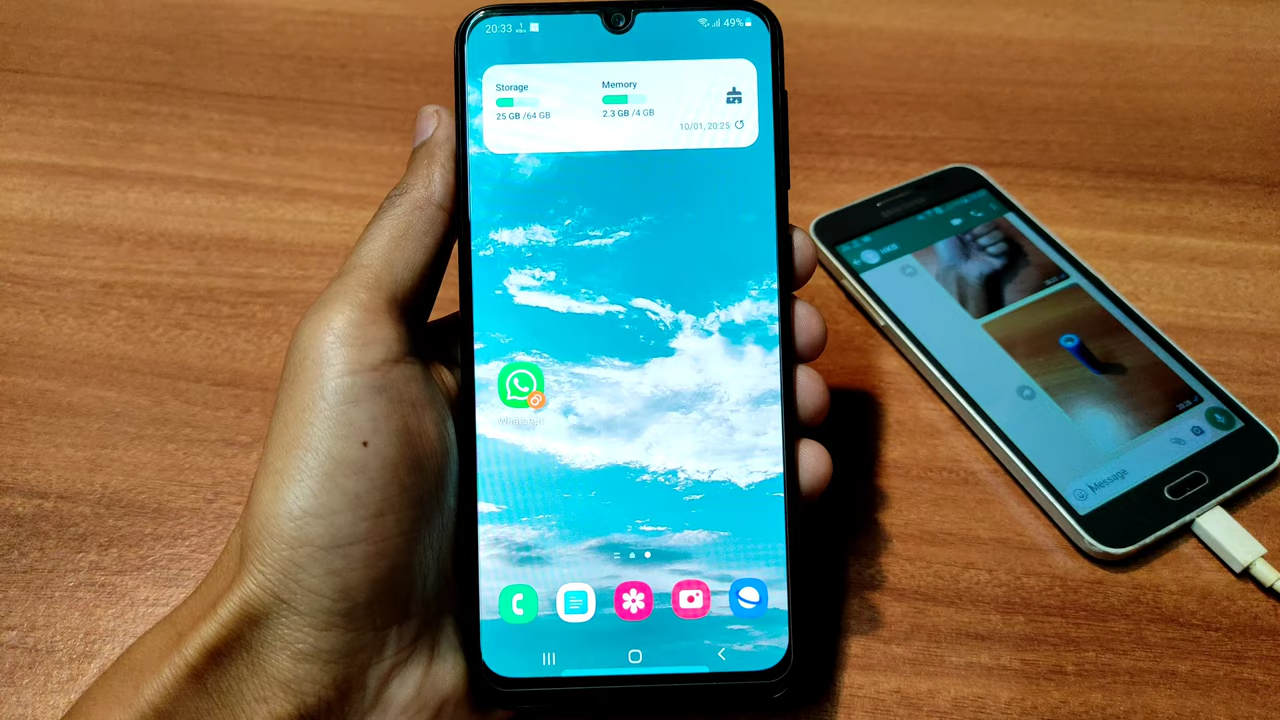 20:33
49%
Storage
Memory
25 GB /64 GB
2.3 GB /4 GB
10/01, 20:25
WhatsApp
SAMSUNG
Message